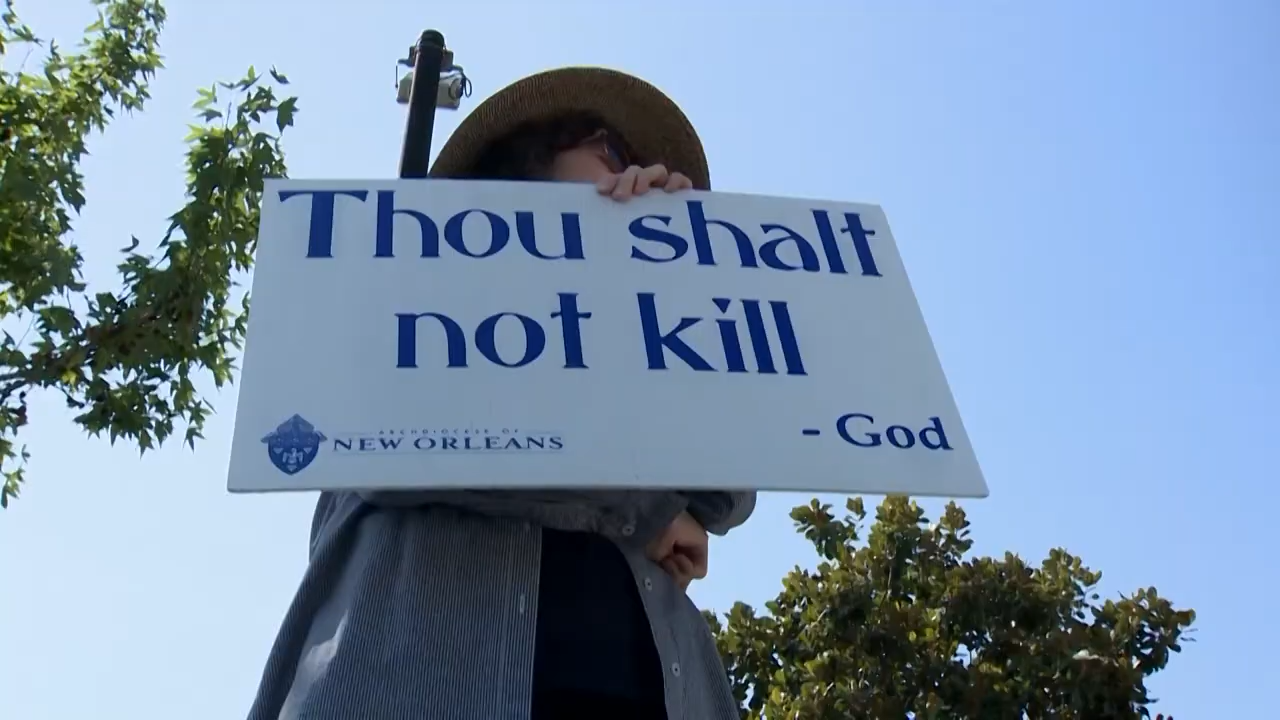 Thou shalt
not kill
- God
ARCHDIOCESE OF
NEW ORLEANS